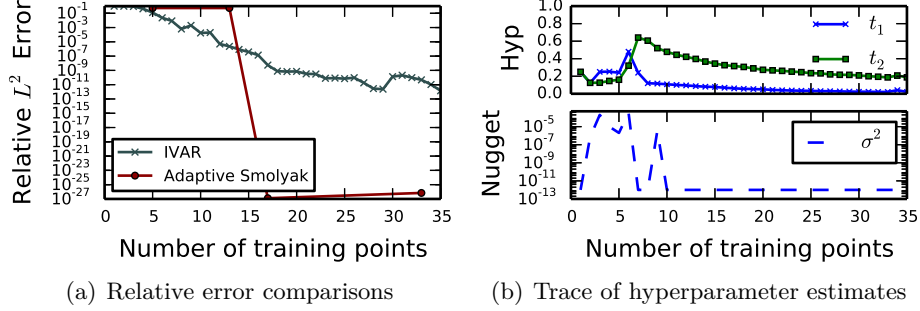 Relative L² Error
10⁻¹
10⁻³
10⁻⁵
10⁻⁷
10⁻⁹
10⁻¹¹
10⁻¹³
10⁻¹⁵
10⁻¹⁷
10⁻¹⁹
10⁻²¹
10⁻²³
10⁻²⁵
10⁻²⁷
IVAR
Adaptive Smolyak
0 5 10 15 20 25 30 35
Number of training points
(a) Relative error comparisons
Hyp
1.0
0.8
0.6
0.4
0.2
0.0
t₁
t₂
Nugget
10⁻⁵
10⁻⁷
10⁻⁹
10⁻¹¹
10⁻¹³
σ²
0 5 10 15 20 25 30 35
Number of training points
(b) Trace of hyperparameter estimates